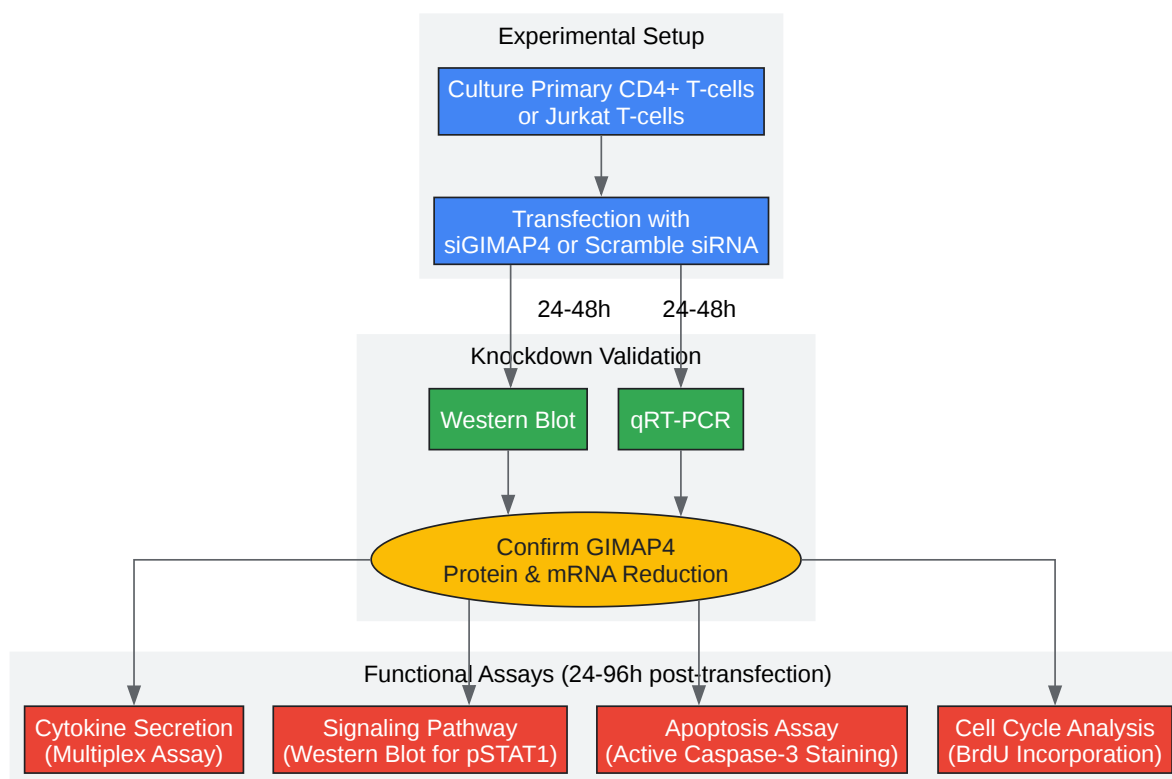 Experimental Setup
Culture Primary CD4+ T-cells
or Jurkat T-cells
Transfection with
siGIMAP4 or Scramble siRNA
24-48h
24-48h
Knockdown Validation
Western Blot
qRT-PCR
Confirm GIMAP4
Protein & mRNA Reduction
Functional Assays (24-96h post-transfection)
Cytokine Secretion
(Multiplex Assay)
Signaling Pathway
(Western Blot for pSTAT1)
Apoptosis Assay
(Active Caspase-3 Staining)
Cell Cycle Analysis
(BrdU Incorporation)